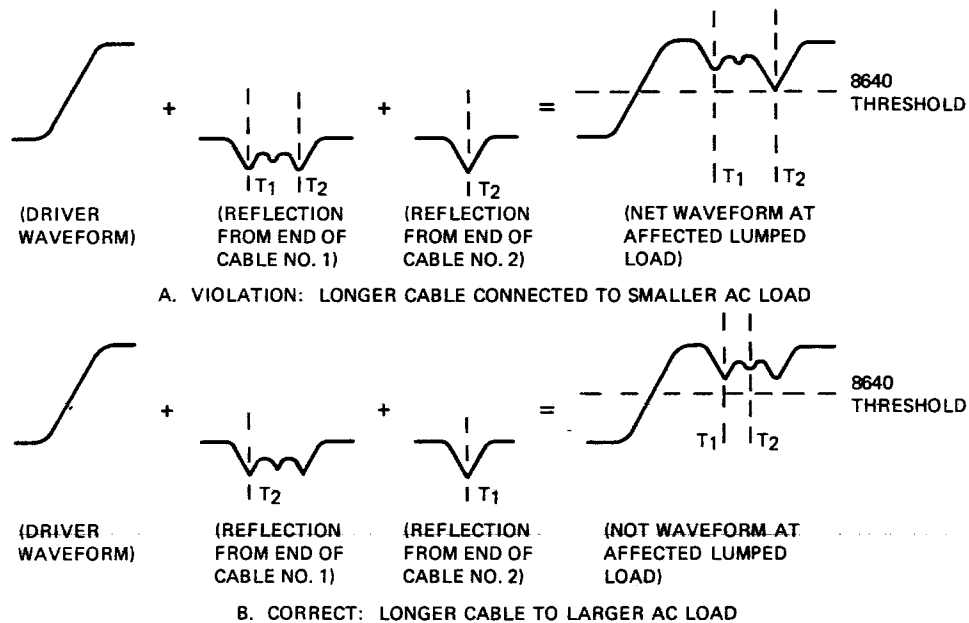 + + =
8640
THRESHOLD
T1 T2 T2 T1 T2
(DRIVER
WAVEFORM)
(REFLECTION
FROM END OF
CABLE NO. 1)
(REFLECTION
FROM END OF
CABLE NO. 2)
(NET WAVEFORM AT
AFFECTED LUMPED
LOAD)
A. VIOLATION: LONGER CABLE CONNECTED TO SMALLER AC LOAD
+ + =
8640
THRESHOLD
T1 T2
T2 T1
(DRIVER
WAVEFORM)
(REFLECTION
FROM END OF
CABLE NO. 1)
(REFLECTION
FROM END OF
CABLE NO. 2)
(NOT WAVEFORM AT
AFFECTED LUMPED
LOAD)
B. CORRECT: LONGER CABLE TO LARGER AC LOAD